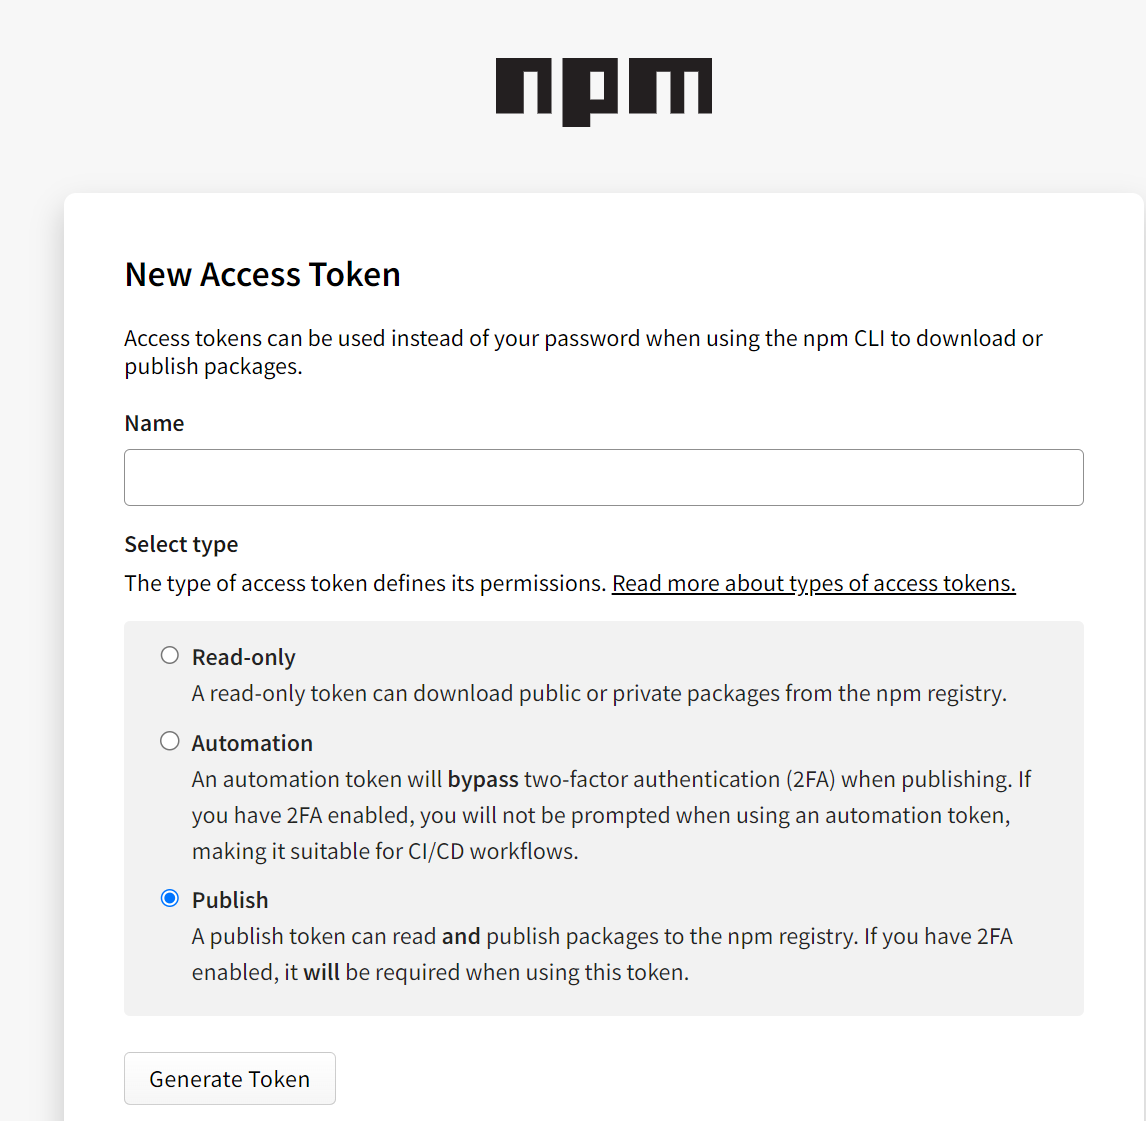 npm
New Access Token
Access tokens can be used instead of your password when using the npm CLI to download or
publish packages.
Name
Select type
The type of access token defines its permissions. Read more about types of access tokens.
Read-only
A read-only token can download public or private packages from the npm registry.
Automation
An automation token will bypass two-factor authentication (2FA) when publishing. If
you have 2FA enabled, you will not be prompted when using an automation token,
making it suitable for CI/CD workflows.
Publish
A publish token can read and publish packages to the npm registry. If you have 2FA
enabled, it will be required when using this token.
Generate Token